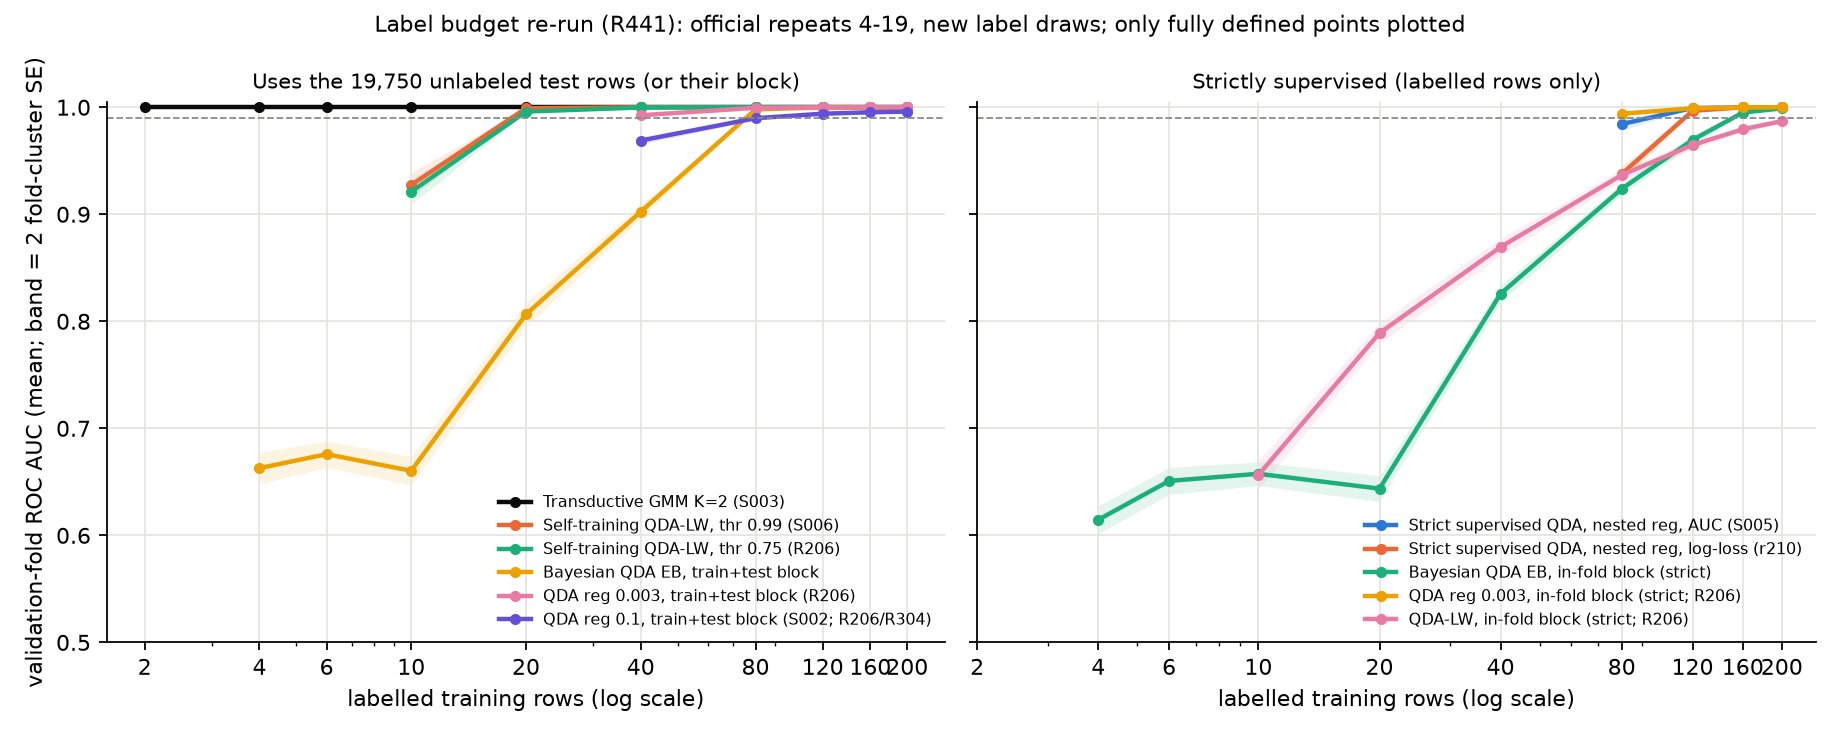 Label budget re-run (R441): official repeats 4-19, new label draws; only fully defined points plotted
Uses the 19,750 unlabeled test rows (or their block)
validation-fold ROC AUC (mean; band = 2 fold-cluster SE)
1.0
0.9
0.8
0.7
0.6
0.5
Transductive GMM K=2 (S003)
Self-training QDA-LW, thr 0.99 (S006)
Self-training QDA-LW, thr 0.75 (R206)
Bayesian QDA EB, train+test block
QDA reg 0.003, train+test block (R206)
QDA reg 0.1, train+test block (S002; R206/R304)
2 4 6 10 20 40 80 120 160 200
labelled training rows (log scale)
Strictly supervised (labelled rows only)
Strict supervised QDA, nested reg, AUC (S005)
Strict supervised QDA, nested reg, log-loss (r210)
Bayesian QDA EB, in-fold block (strict)
QDA reg 0.003, in-fold block (strict; R206)
QDA-LW, in-fold block (strict; R206)
2 4 6 10 20 40 80 120 160 200
labelled training rows (log scale)